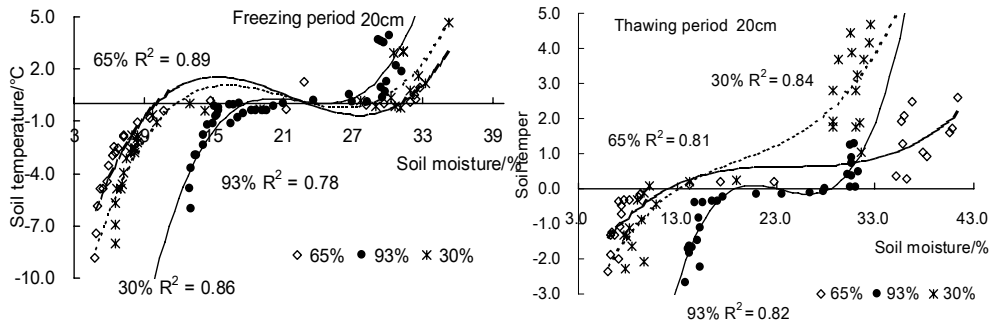 Freezing period 20cm
5.0
2.0
-1.0
-4.0
-7.0
-10.0
Soil temperature/°C
65% R² = 0.89
93% R² = 0.78
30% R² = 0.86
3 9 15 21 27 33 39
Soil moisture/%
65% 93% 30%
Thawing period 20cm
5.0
4.0
3.0
2.0
1.0
0.0
-1.0
-2.0
-3.0
Soil temper
30% R² = 0.84
65% R² = 0.81
93% R² = 0.82
3.0 13.0 23.0 33.0 43.0
Soil moisture/%
65% 93% 30%